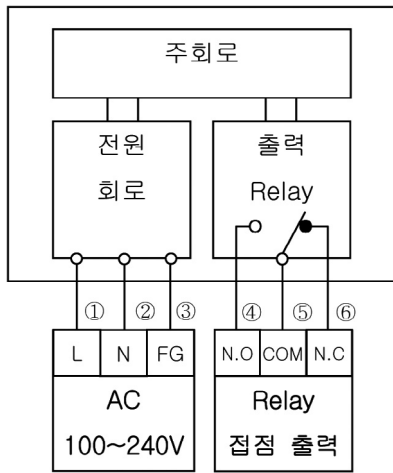 주회로
전원
회로
출력
Relay
① ② ③ ④ ⑤ ⑥
L N FG
N.O COM N.C
AC
100~240V
Relay
접점 출력